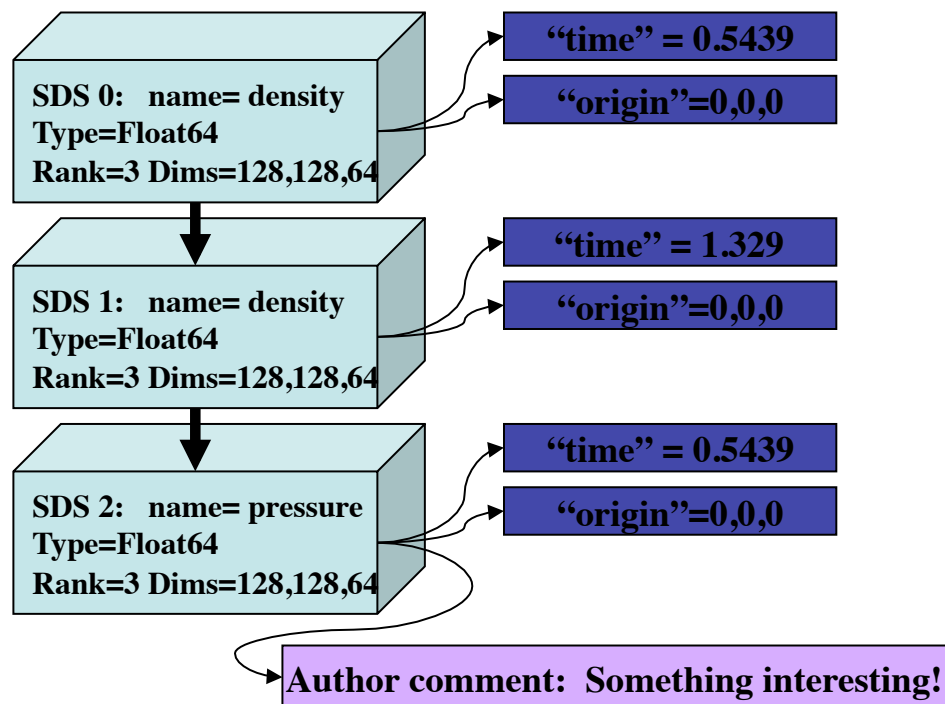 SDS 0:   name= density
Type=Float64
Rank=3 Dims=128,128,64
“time” = 0.5439
“origin”=0,0,0
SDS 1:   name= density
Type=Float64
Rank=3 Dims=128,128,64
“time” = 1.329
“origin”=0,0,0
SDS 2:   name= pressure
Type=Float64
Rank=3 Dims=128,128,64
“time” = 0.5439
“origin”=0,0,0
Author comment:  Something interesting!